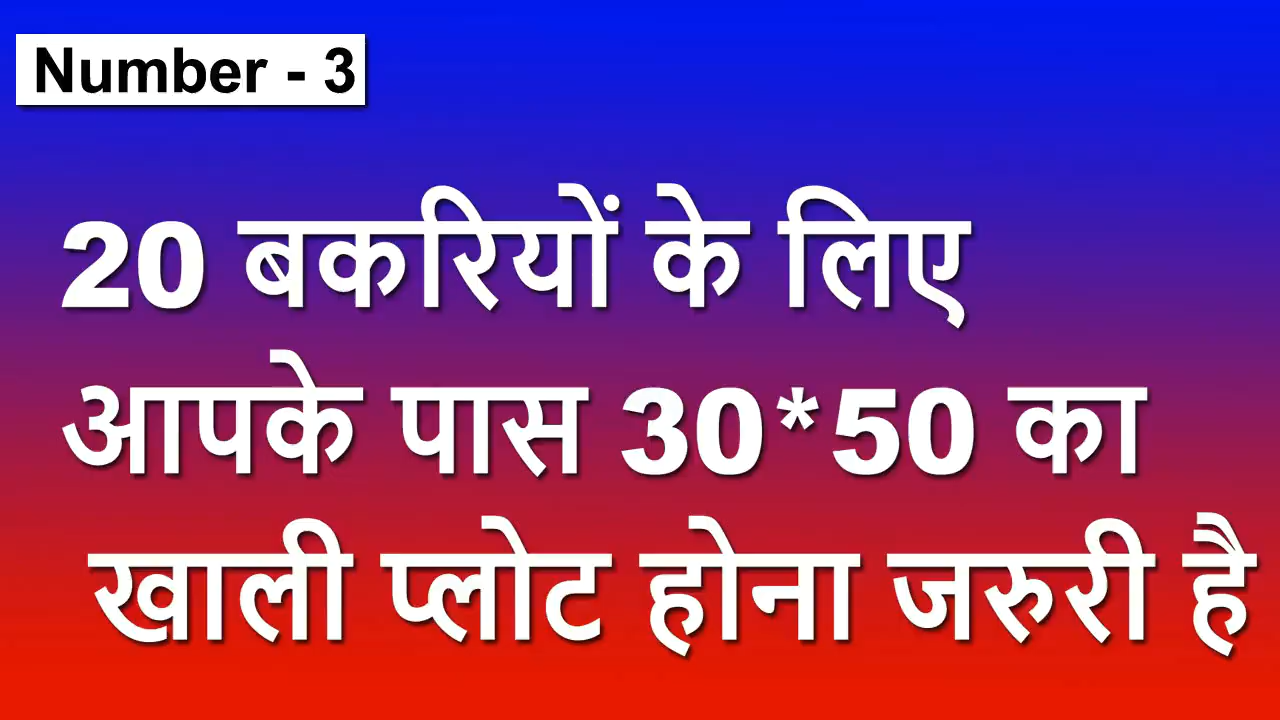 Number - 3
20 बकरियों के लिए
आपके पास 30*50 का
खाली प्लोट होना जरुरी है